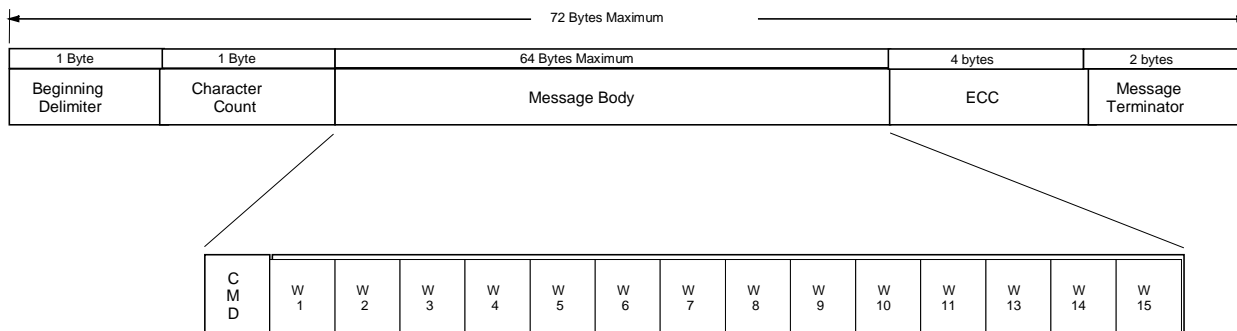 72 Bytes Maximum
1 Byte
1 Byte
64 Bytes Maximum
4 bytes
2 bytes
Beginning
Delimiter
Character
Count
Message Body
ECC
Message
Terminator
C
M
D
W
1
W
2
W
3
W
4
W
5
W
6
W
7
W
8
W
9
W
10
W
11
W
13
W
14
W
15